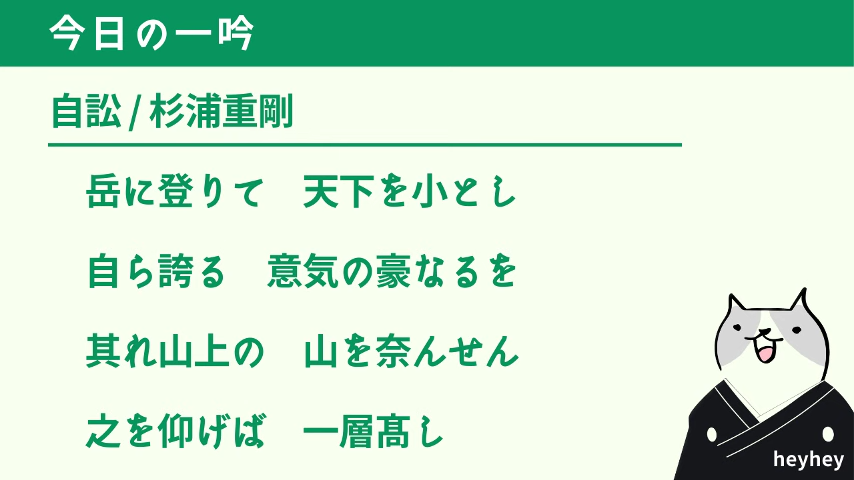 今日の一吟
自訟 / 杉浦重剛
岳に登りて　天下を小とし
自ら誇る　意気の豪なるを
其れ山上の　山を奈んせん
之を仰げば　一層髙し
heyhey